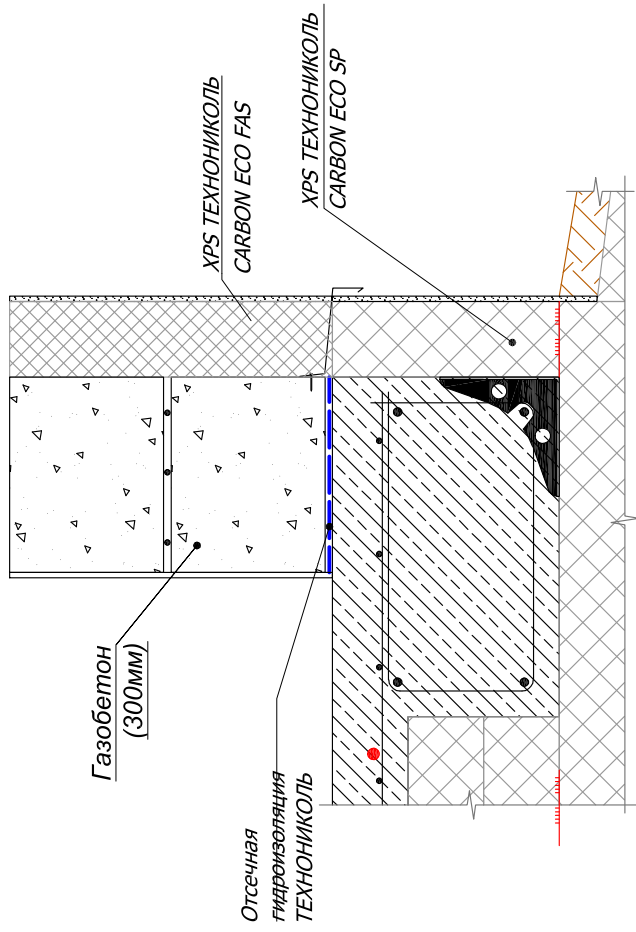 XPS ТЕХНОНИКОЛЬ
CARBON ECO FAS
XPS ТЕХНОНИКОЛЬ
CARBON ECO SP
Газобетон
(300мм)
Отсечная
гидроизоляция
ТЕХНОНИКОЛЬ